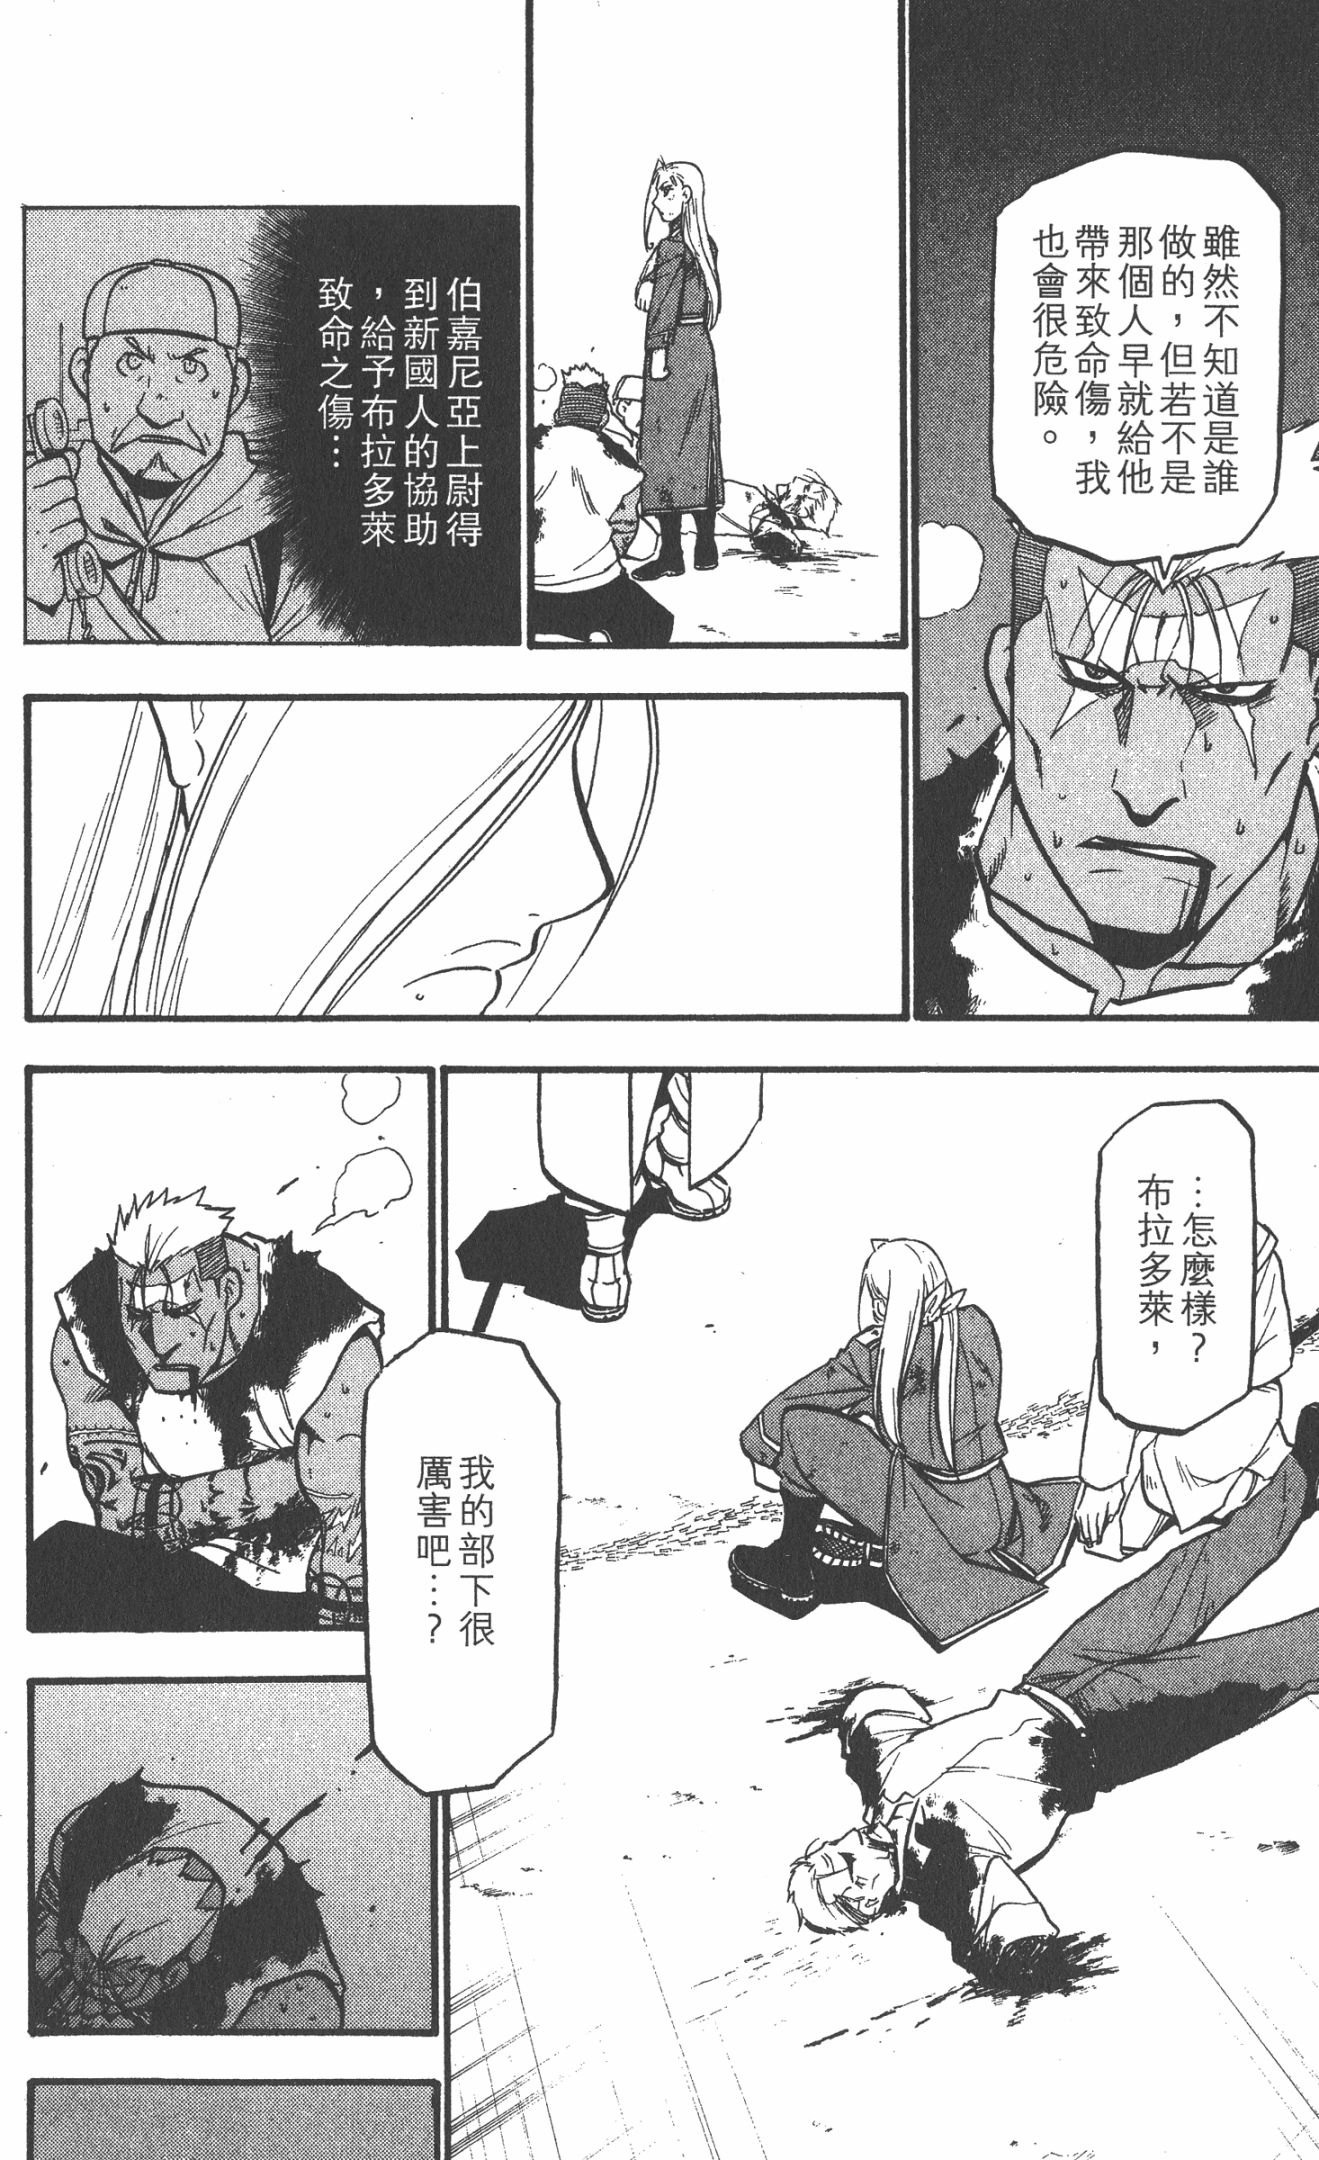 雖然不知道是誰
做的，但若不是
那個人早就給他
帶來致命傷，我
也會很危險。
伯嘉尼亞上尉得
到新國人的協助
，給予布拉多萊
致命之傷…
…怎麼樣？
布拉多萊，
我的部下很
厲害吧…？